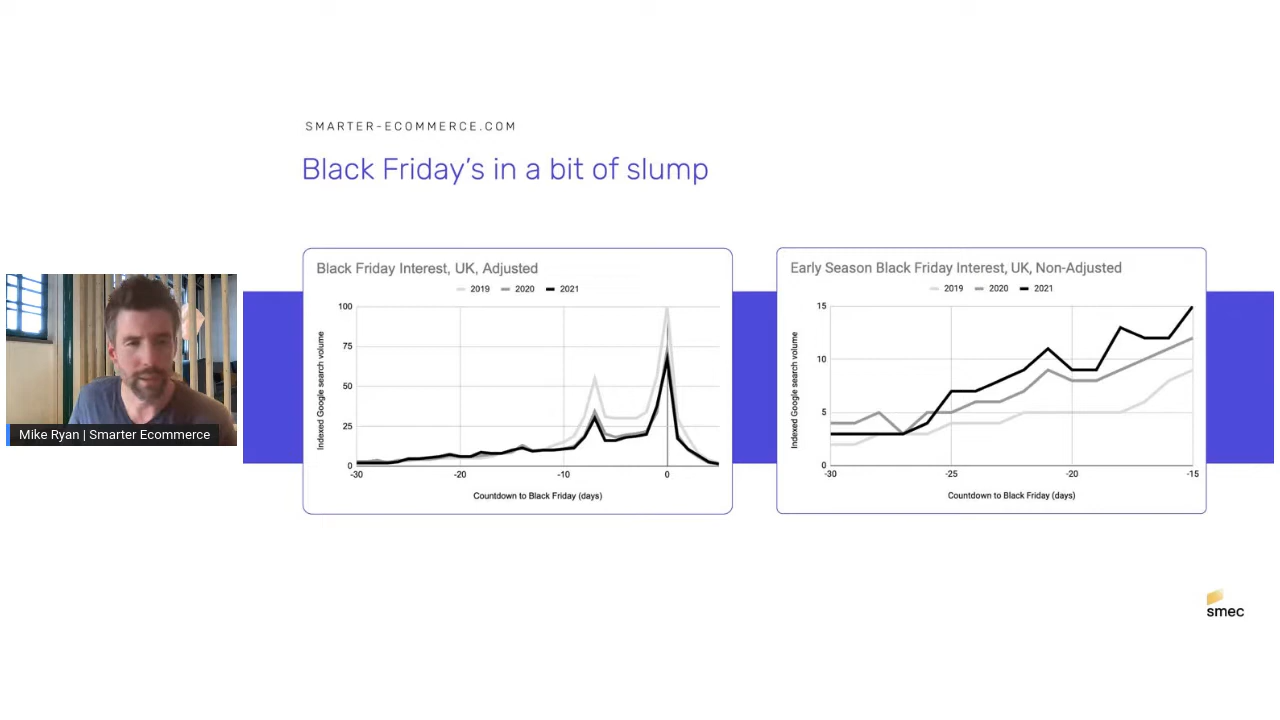 SMARTER-ECOMMERCE.COM
Black Friday's in a bit of slump
Black Friday Interest, UK, Adjusted
2019 2020 2021
Indexed Google search volume
100
75
50
25
0
-30 -20 -10 0
Countdown to Black Friday (days)
Early Season Black Friday Interest, UK, Non-Adjusted
2019 2020 2021
Indexed Google search volume
15
10
5
0
-30 -25 -20 -15
Countdown to Black Friday (days)
Mike Ryan | Smarter Ecommerce
smec